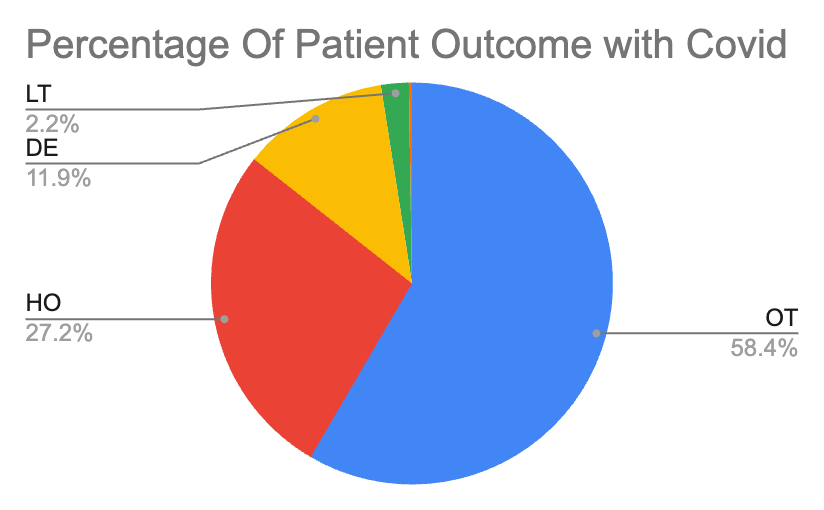 Percentage Of Patient Outcome with Covid
LT
2.2%
DE
11.9%
HO
27.2%
OT
58.4%